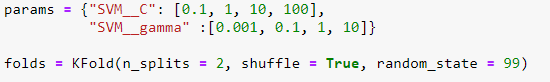 params = {"SVM__C": [0.1, 1, 10, 100],
"SVM__gamma" :[0.001, 0.1, 1, 10]}
folds = KFold(n_splits = 2, shuffle = True, random_state = 99)